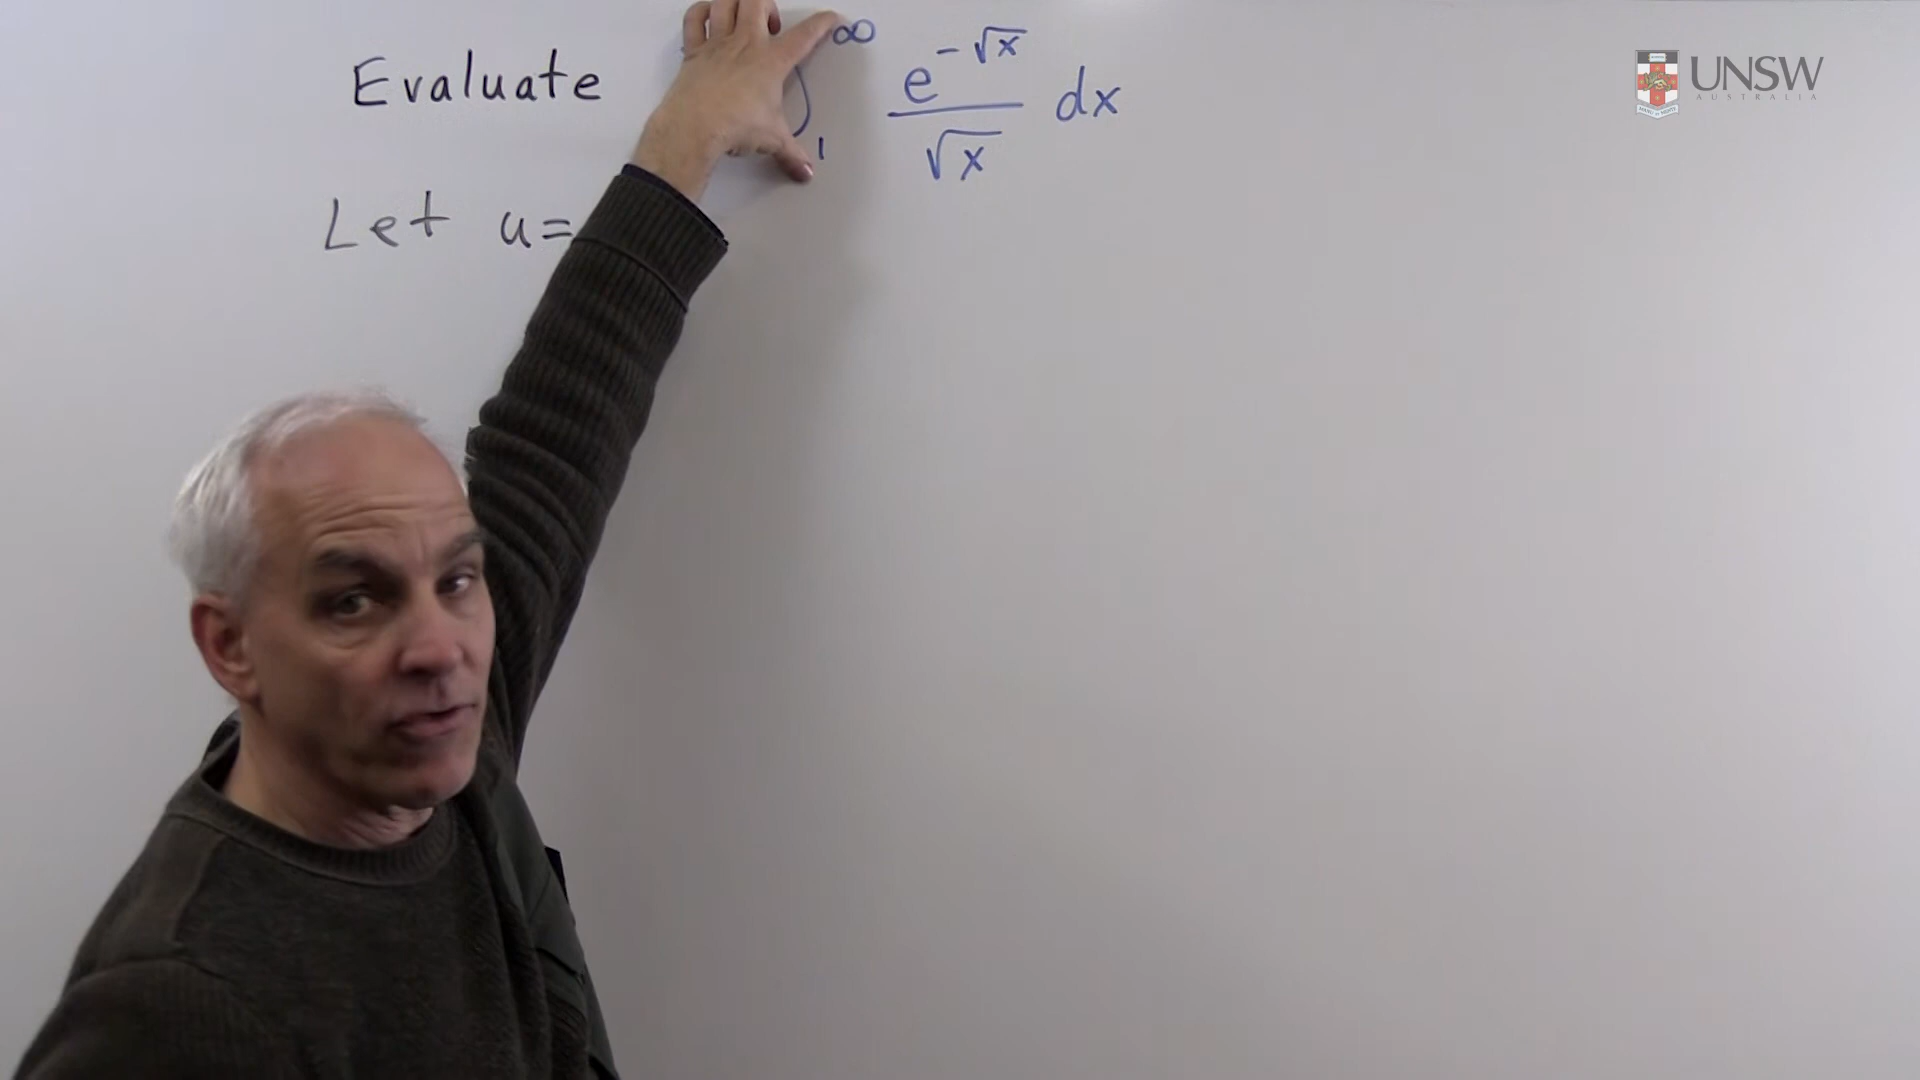 Evaluate ∫₁^∞ e^{-√x} / √x dx
Let u=
UNSW
AUSTRALIA